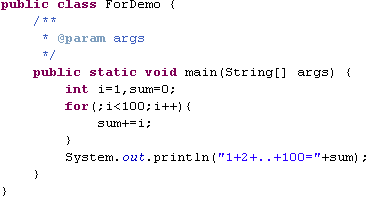 public class ForDemo {
/**
* @param args
*/
public static void main(String[] args) {
int i=1,sum=0;
for(;i<100;i++){
sum+=i;
}
System.out.println("1+2+..+100="+sum);
}
}